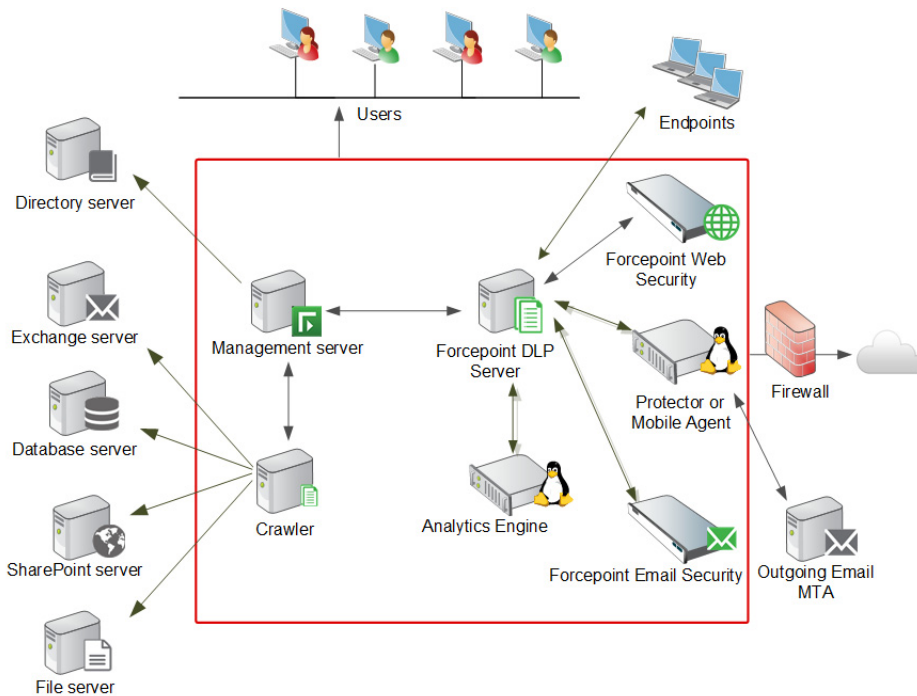 Users
Endpoints
Directory server
Forcepoint Web
Security
Exchange server
Management server
Forcepoint DLP
Server
Protector or
Mobile Agent
Firewall
Database server
Crawler
Analytics Engine
SharePoint server
Forcepoint Email Security
Outgoing Email
MTA
File server